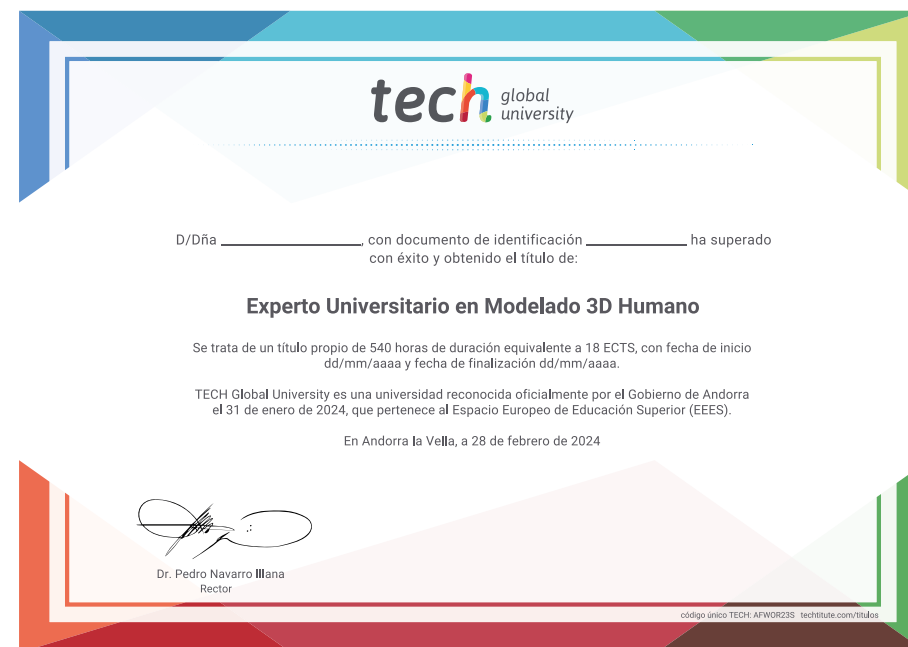 tech global university
D/Dña ____________________, con documento de identificación ______________ ha superado
con éxito y obtenido el título de:
Experto Universitario en Modelado 3D Humano
Se trata de un título propio de 540 horas de duración equivalente a 18 ECTS, con fecha de inicio
dd/mm/aaaa y fecha de finalización dd/mm/aaaa.
TECH Global University es una universidad reconocida oficialmente por el Gobierno de Andorra
el 31 de enero de 2024, que pertenece al Espacio Europeo de Educación Superior (EEES).
En Andorra la Vella, a 28 de febrero de 2024
Dr. Pedro Navarro Illana
Rector
código único TECH: AFWOR23S techtitute.com/titulos